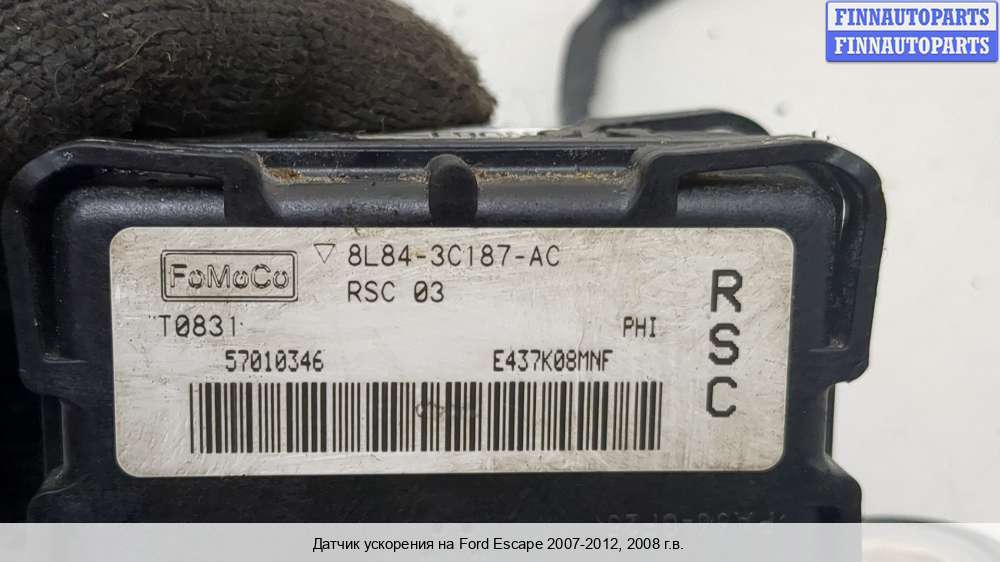 FINNAUTOPARTS
FINNAUTOPARTS
FoMoCo
8L84-3C187-AC
RSC 03
T0831
PHI
57010346
E437K08MNF
RSC
Датчик ускорения на Ford Escape 2007-2012, 2008 г.в.